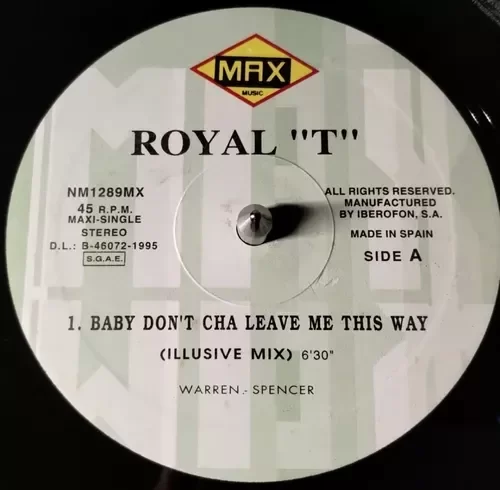 MAX
MUSIC
ROYAL "T"
NM1289MX
45 R.P.M.
MAXI-SINGLE
STEREO
D.L.: B-46072-1995
S.G.A.E.
ALL RIGHTS RESERVED.
MANUFACTURED
BY IBEROFON, S.A.
MADE IN SPAIN
SIDE A
1. BABY DON'T CHA LEAVE ME THIS WAY
(ILLUSIVE MIX) 6'30"
WARREN.- SPENCER